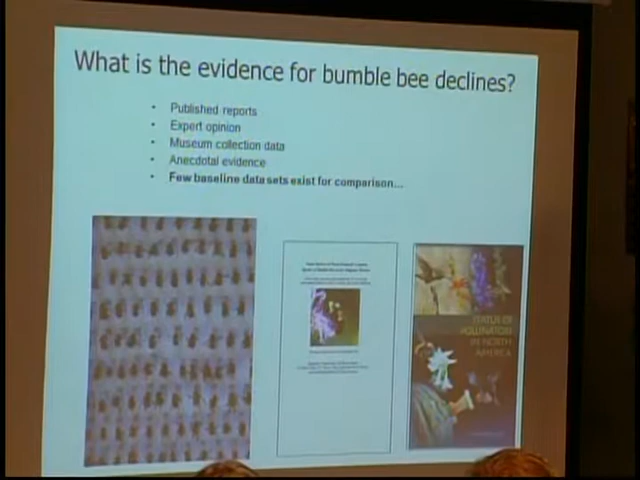 What is the evidence for bumble bee declines?
• Published reports
• Expert opinion
• Museum collection data
• Anecdotal evidence
• Few baseline data sets exist for comparison...
STATUS OF
POLLINATORS
IN NORTH
AMERICA